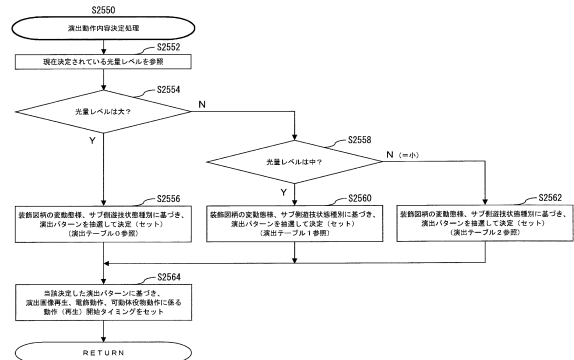 S2550
演出動作内容決定処理
S2552
現在決定されている光量レベルを参照
S2554
光量レベルは大?
N
Y
S2558
光量レベルは中?
N (=小)
Y
S2556
装飾図柄の変動態様、サブ側遊技状態種別に基づき、
演出パターンを抽選して決定(セット)
(演出テーブル0参照)
S2560
装飾図柄の変動態様、サブ側遊技状態種別に基づき、
演出パターンを抽選して決定(セット)
(演出テーブル1参照)
S2562
装飾図柄の変動態様、サブ側遊技状態種別に基づき、
演出パターンを抽選して決定(セット)
(演出テーブル2参照)
S2564
当該決定した演出パターンに基づき、
演出画像再生、電飾動作、可動体役物動作に係る
動作(再生)開始タイミングをセット
RETURN